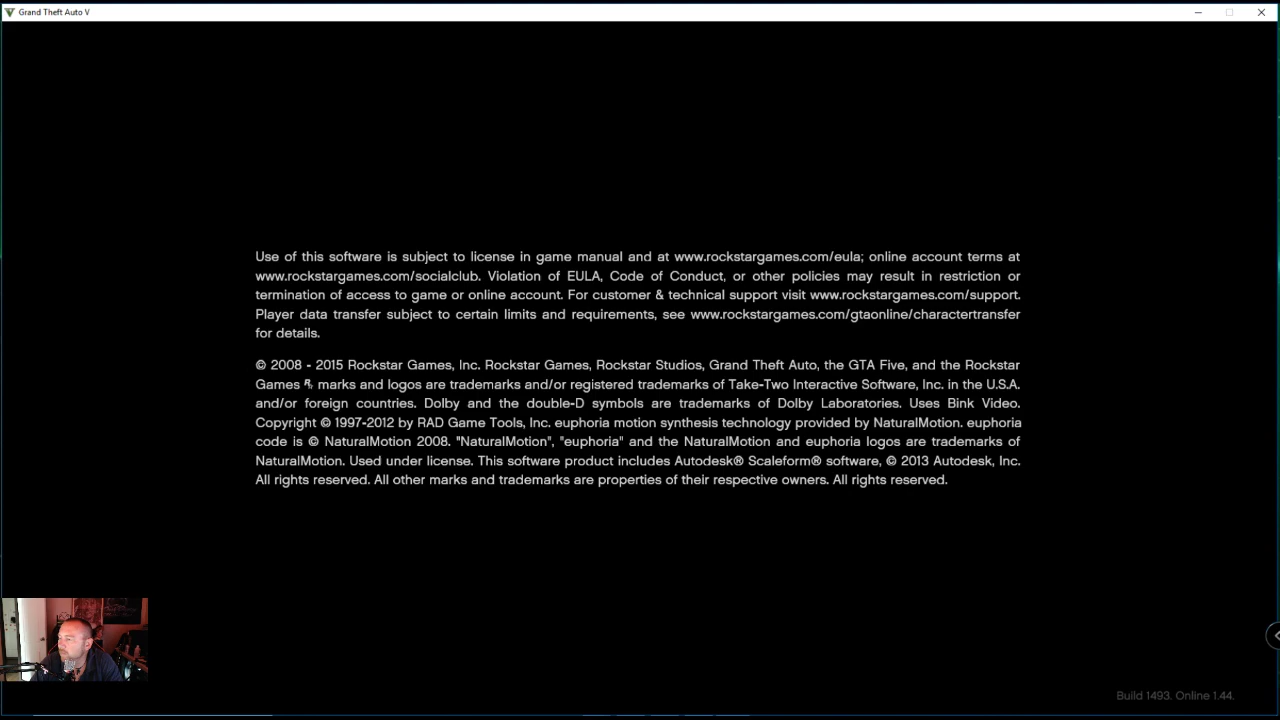 Grand Theft Auto V
Use of this software is subject to license in game manual and at www.rockstargames.com/eula; online account terms at
www.rockstargames.com/socialclub. Violation of EULA, Code of Conduct, or other policies may result in restriction or
termination of access to game or online account. For customer & technical support visit www.rockstargames.com/support.
Player data transfer subject to certain limits and requirements, see www.rockstargames.com/gtaonline/charactertransfer
for details.
© 2008 - 2015 Rockstar Games, Inc. Rockstar Games, Rockstar Studios, Grand Theft Auto, the GTA Five, and the Rockstar
Games R* marks and logos are trademarks and/or registered trademarks of Take-Two Interactive Software, Inc. in the U.S.A.
and/or foreign countries. Dolby and the double-D symbols are trademarks of Dolby Laboratories. Uses Bink Video.
Copyright © 1997-2012 by RAD Game Tools, Inc. euphoria motion synthesis technology provided by NaturalMotion. euphoria
code is © NaturalMotion 2008. "NaturalMotion", "euphoria" and the NaturalMotion and euphoria logos are trademarks of
NaturalMotion. Used under license. This software product includes Autodesk® Scaleform® software, © 2013 Autodesk, Inc.
All rights reserved. All other marks and trademarks are properties of their respective owners. All rights reserved.
Build 1493. Online 1.44.